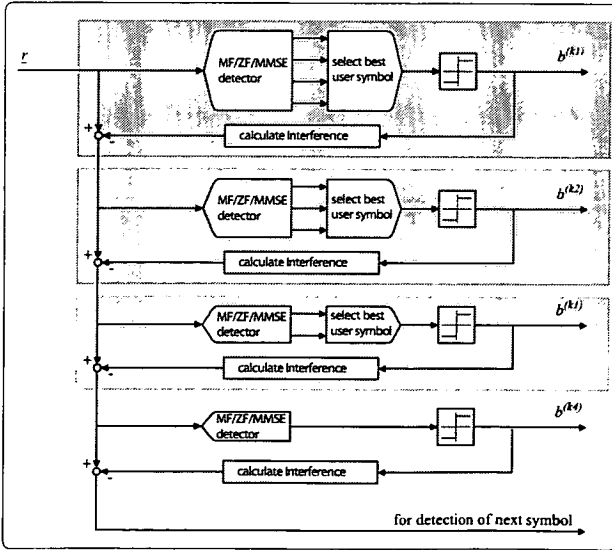 r
MF/ZF/MMSE
detector
select best
user symbol
b(k1)
+
-
calculate interference
MF/ZF/MMSE
detector
select best
user symbol
b(k2)
+
-
calculate interference
MF/ZF/MMSE
detector
select best
user symbol
b(k1)
+
-
calculate interference
MF/ZF/MMSE
detector
b(k4)
+
-
calculate interference
for detection of next symbol